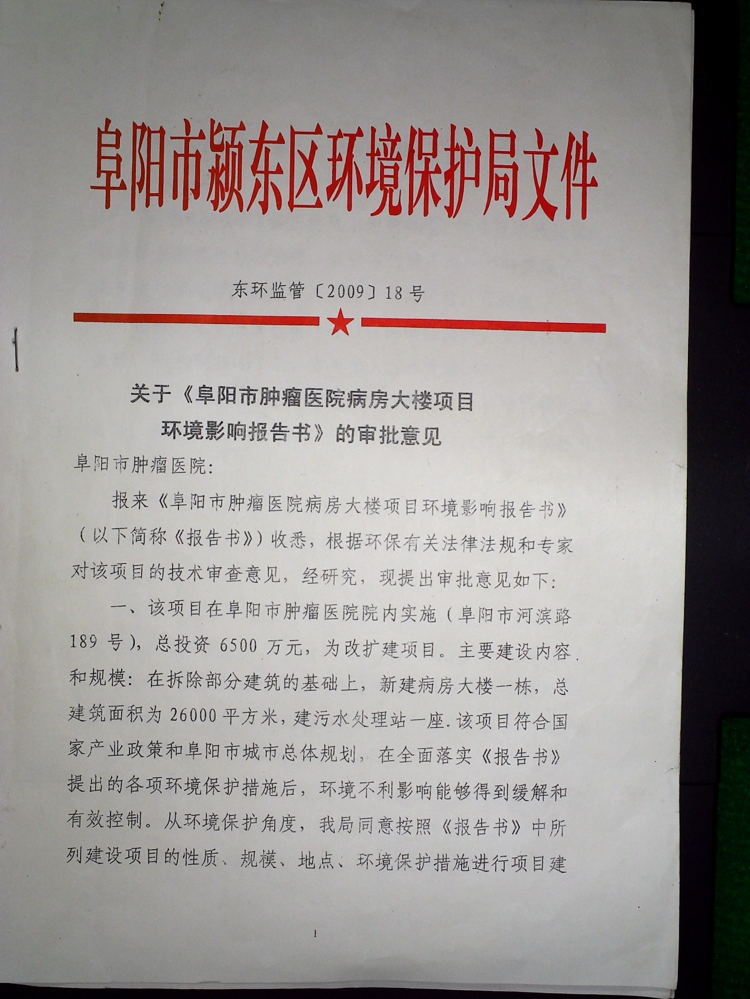 阜阳市颍东区环境保护局文件
东环监管〔2009〕18号
关于《阜阳市肿瘤医院病房大楼项目
环境影响报告书》的审批意见
阜阳市肿瘤医院：
报来《阜阳市肿瘤医院病房大楼项目环境影响报告书》
（以下简称《报告书》）收悉，根据环保有关法律法规和专家
对该项目的技术审查意见，经研究，现提出审批意见如下：
一、该项目在阜阳市肿瘤医院院内实施（阜阳市河滨路
189 号），总投资 6500 万元，为改扩建项目。主要建设内容
和规模：在拆除部分建筑的基础上，新建病房大楼一栋，总
建筑面积为 26000 平方米，建污水处理站一座.该项目符合国
家产业政策和阜阳市城市总体规划，在全面落实《报告书》
提出的各项环境保护措施后，环境不利影响能够得到缓解和
有效控制。从环境保护角度，我局同意按照《报告书》中所
列建设项目的性质、规模、地点、环境保护措施进行项目建
1